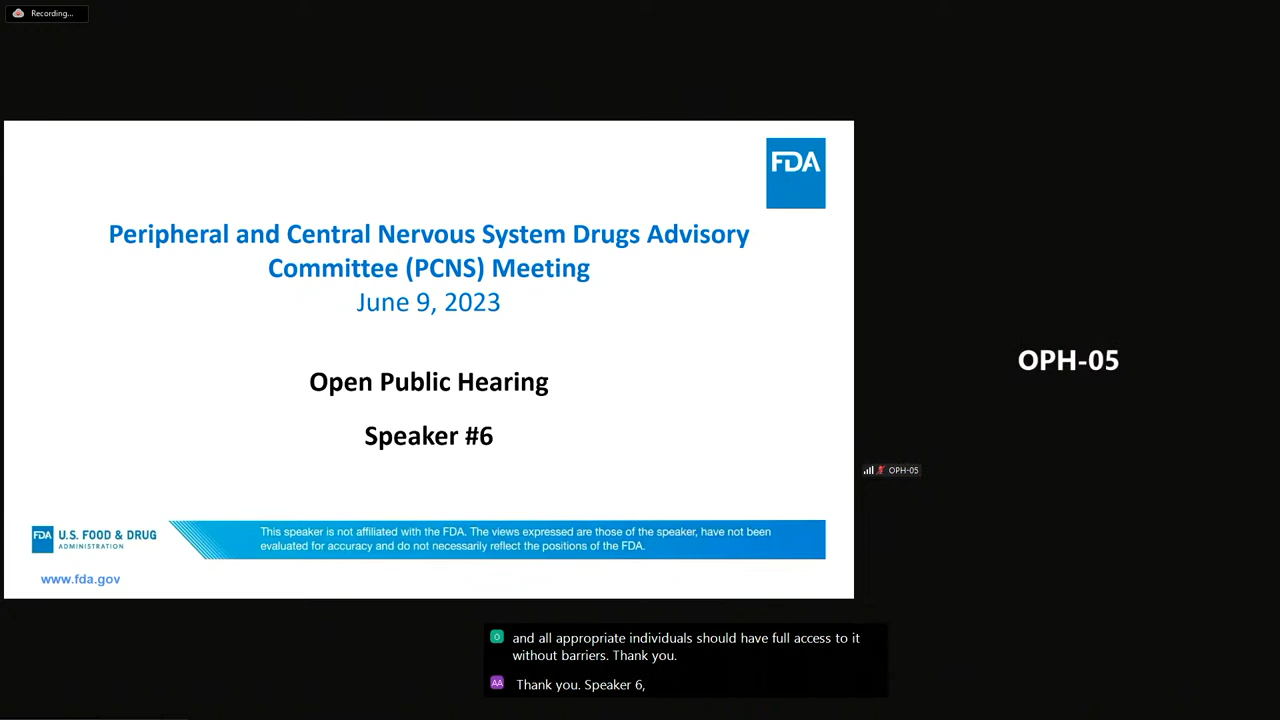 Recording...
FDA
Peripheral and Central Nervous System Drugs Advisory
Committee (PCNS) Meeting
June 9, 2023
Open Public Hearing
Speaker #6
OPH-05
OPH-05
FDA U.S. FOOD & DRUG
ADMINISTRATION
This speaker is not affiliated with the FDA. The views expressed are those of the speaker, have not been
evaluated for accuracy and do not necessarily reflect the positions of the FDA.
www.fda.gov
O and all appropriate individuals should have full access to it
without barriers. Thank you.
AA Thank you. Speaker 6,